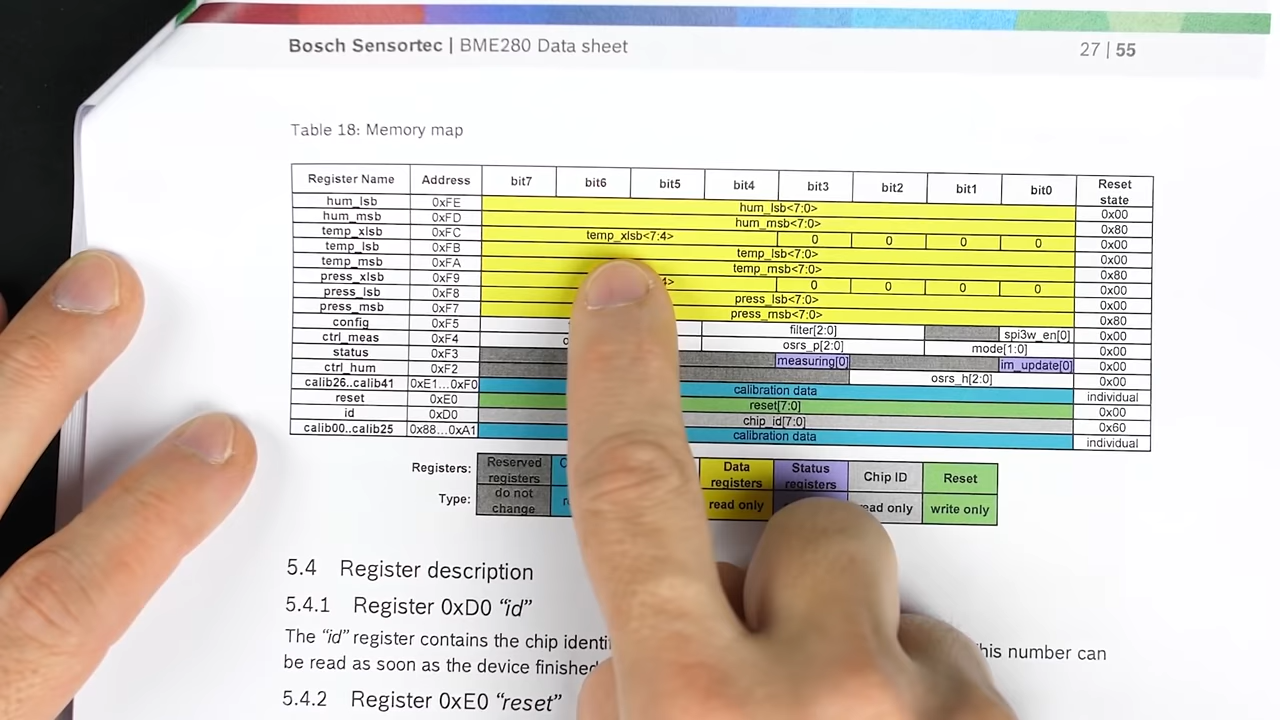 Bosch Sensortec | BME280 Data sheet 27 | 55
Table 18: Memory map
Register Name Address bit7 bit6 bit5 bit4 bit3 bit2 bit1 bit0 Reset state
hum_lsb 0xFE hum_lsb<7:0> 0x00
hum_msb 0xFD hum_msb<7:0> 0x80
temp_xlsb 0xFC temp_xlsb<7:4> 0 0 0 0 0x00
temp_lsb 0xFB temp_lsb<7:0> 0x00
temp_msb 0xFA temp_msb<7:0> 0x80
press_xlsb 0xF9 4> 0 0 0 0 0x00
press_lsb 0xF8 press_lsb<7:0> 0x00
press_msb 0xF7 press_msb<7:0> 0x80
config 0xF5 filter[2:0] spi3w_en[0] 0x00
ctrl_meas 0xF4 osrs_p[2:0] mode[1:0] 0x00
status 0xF3 measuring[0] im_update[0] 0x00
ctrl_hum 0xF2 osrs_h[2:0] 0x00
calib26..calib41 0xE1...0xF0 calibration data individual
reset 0xE0 reset[7:0] 0x00
id 0xD0 chip_id[7:0] 0x60
calib00..calib25 0x88...0xA1 calibration data individual
Registers: Reserved registers Data registers Status registers Chip ID Reset
Type: do not change read only read only write only
5.4 Register description
5.4.1 Register 0xD0 “id”
The “id” register contains the chip his number can
be read as soon as the device finished
5.4.2 Register 0xE0 “reset”